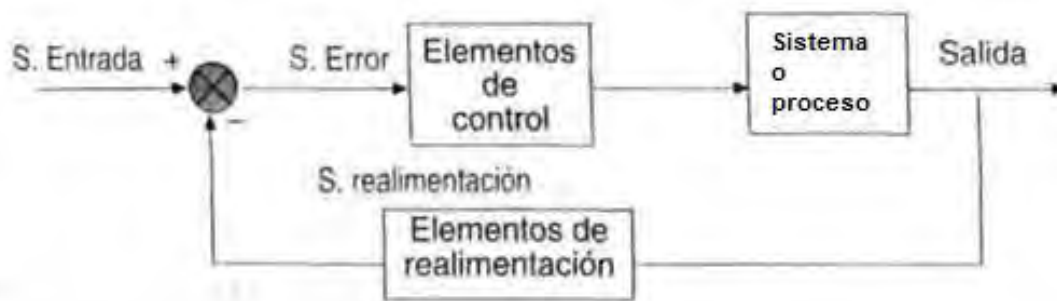 S. Entrada +
S. Error
Elementos
de
control
Sistema
o
proceso
Salida
−
S. realimentación
Elementos de
realimentación